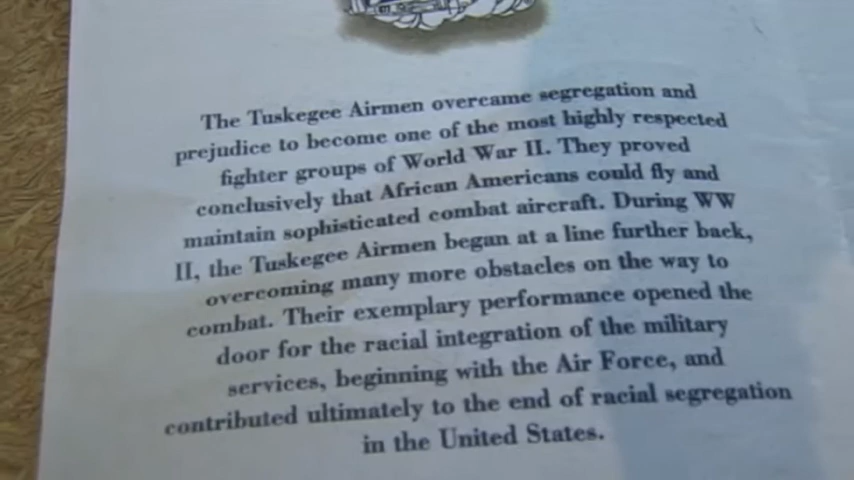 The Tuskegee Airmen overcame segregation and
prejudice to become one of the most highly respected
fighter groups of World War II. They proved
conclusively that African Americans could fly and
maintain sophisticated combat aircraft. During WW
II, the Tuskegee Airmen began at a line further back,
overcoming many more obstacles on the way to
combat. Their exemplary performance opened the
door for the racial integration of the military
services, beginning with the Air Force, and
contributed ultimately to the end of racial segregation
in the United States.